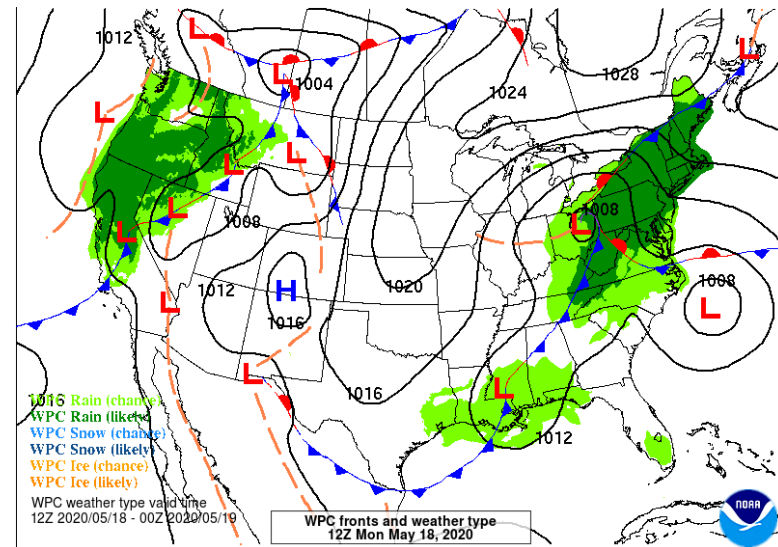 1012
L
L
L
1004
1028
1024
L
L
L
L
1008
L
1008
L
L
1012
H
1016
1020
1008
L
L
L
1016
L
1012
1016
WPC Rain (chance)
WPC Rain (likely)
WPC Snow (chance)
WPC Snow (likely)
WPC Ice (chance)
WPC Ice (likely)
WPC weather type valid time
12Z 2020/05/18 - 00Z 2020/05/19
WPC fronts and weather type
12Z Mon May 18, 2020
NOAA